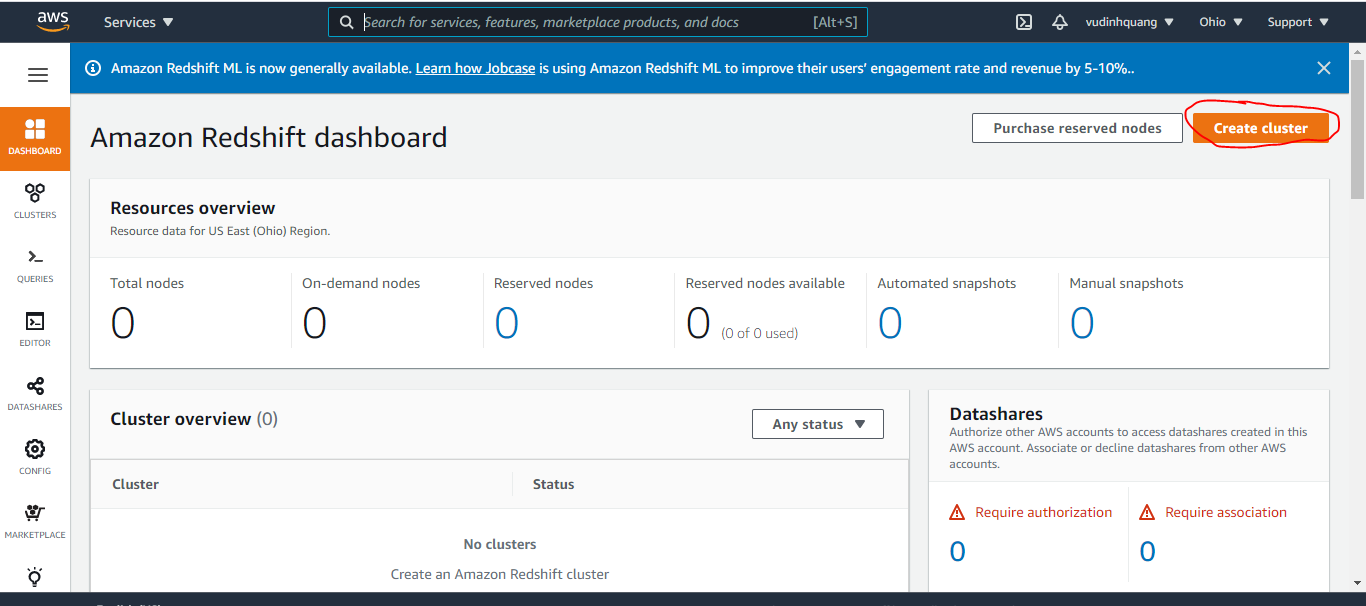 aws
Services
Search for services, features, marketplace products, and docs
[Alt+S]
vudinhquang
Ohio
Support
Amazon Redshift ML is now generally available. Learn how Jobcase is using Amazon Redshift ML to improve their users' engagement rate and revenue by 5-10%..
DASHBOARD
CLUSTERS
QUERIES
EDITOR
DATASHARES
CONFIG
MARKETPLACE
Amazon Redshift dashboard
Purchase reserved nodes
Create cluster
Resources overview
Resource data for US East (Ohio) Region.
Total nodes
0
On-demand nodes
0
Reserved nodes
0
Reserved nodes available
0 (0 of 0 used)
Automated snapshots
0
Manual snapshots
0
Cluster overview (0)
Any status
Cluster
Status
No clusters
Create an Amazon Redshift cluster
Datashares
Authorize other AWS accounts to access datashares created in this
AWS account. Associate or decline datashares from other AWS
accounts.
Require authorization
0
Require association
0